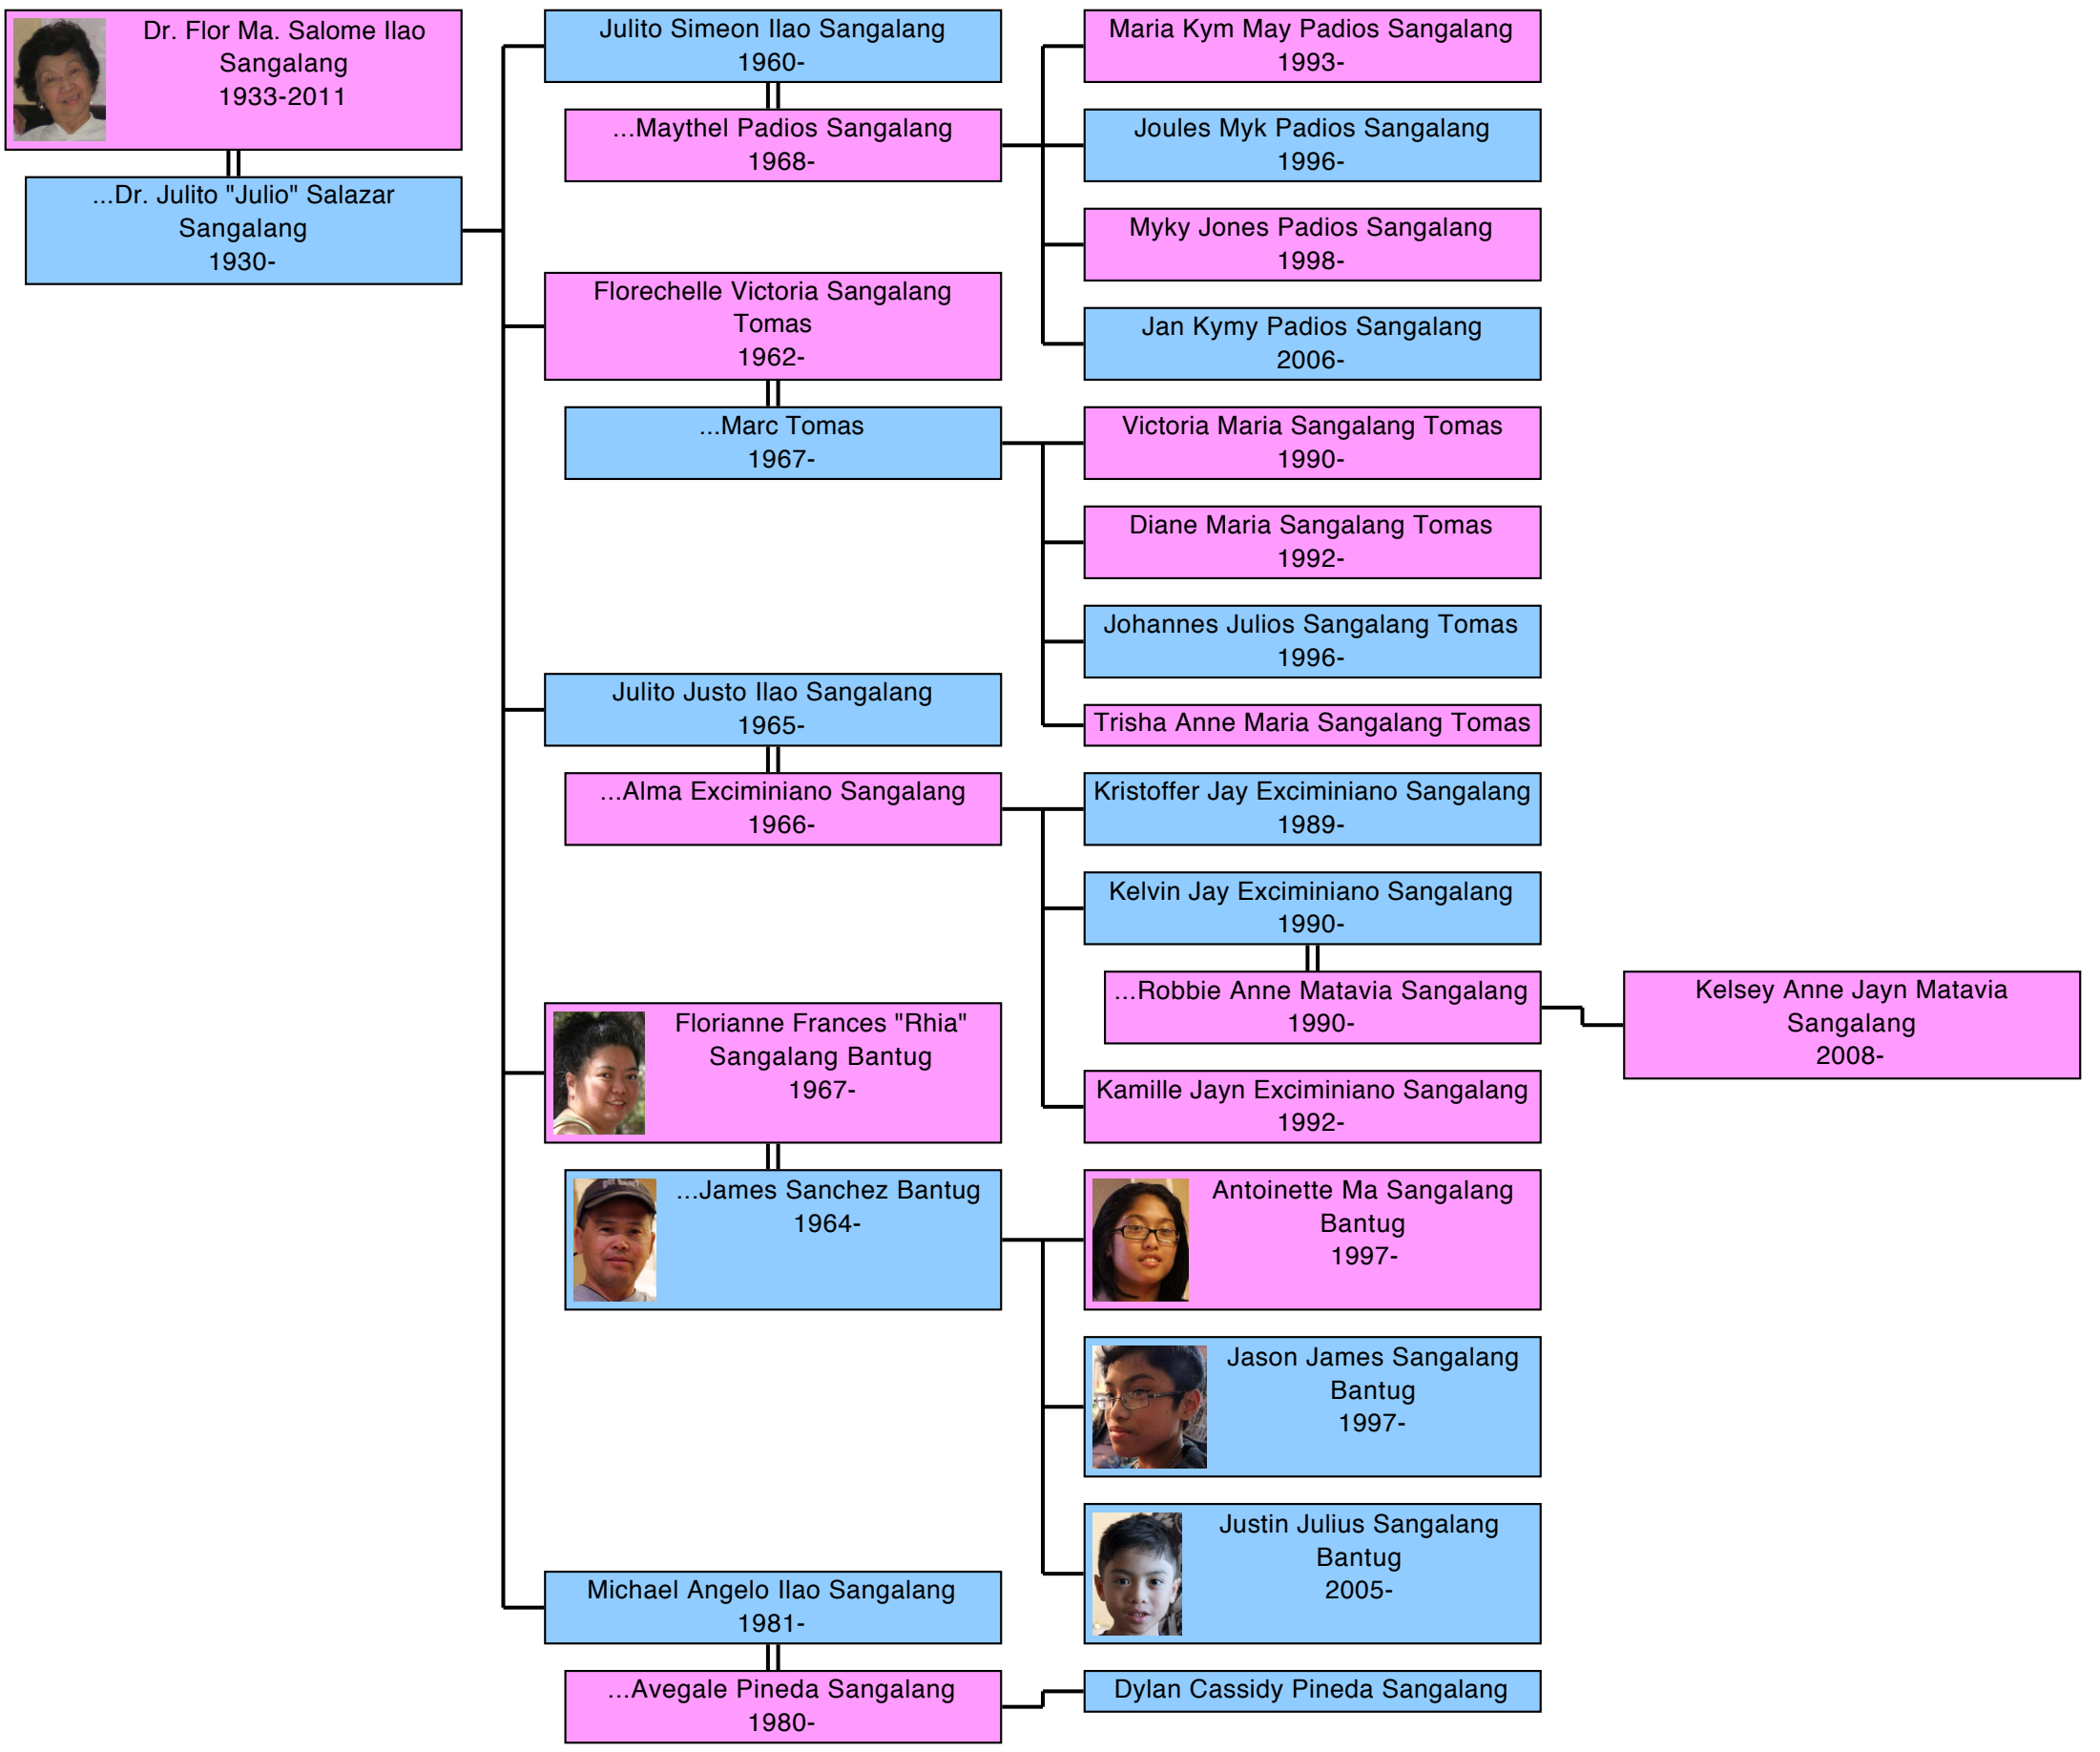 Dr. Flor Ma. Salome Ilao
Sangalang
1933-2011
...Dr. Julito "Julio" Salazar
Sangalang
1930-
Julito Simeon Ilao Sangalang
1960-
...Maythel Padios Sangalang
1968-
Maria Kym May Padios Sangalang
1993-
Joules Myk Padios Sangalang
1996-
Myky Jones Padios Sangalang
1998-
Jan Kymy Padios Sangalang
2006-
Florechelle Victoria Sangalang
Tomas
1962-
...Marc Tomas
1967-
Victoria Maria Sangalang Tomas
1990-
Diane Maria Sangalang Tomas
1992-
Johannes Julios Sangalang Tomas
1996-
Trisha Anne Maria Sangalang Tomas
Julito Justo Ilao Sangalang
1965-
...Alma Exciminiano Sangalang
1966-
Kristoffer Jay Exciminiano Sangalang
1989-
Kelvin Jay Exciminiano Sangalang
1990-
...Robbie Anne Matavia Sangalang
1990-
Kelsey Anne Jayn Matavia
Sangalang
2008-
Kamille Jayn Exciminiano Sangalang
1992-
Florianne Frances "Rhia"
Sangalang Bantug
1967-
...James Sanchez Bantug
1964-
Antoinette Ma Sangalang
Bantug
1997-
Jason James Sangalang
Bantug
1997-
Justin Julius Sangalang
Bantug
2005-
Michael Angelo Ilao Sangalang
1981-
...Avegale Pineda Sangalang
1980-
Dylan Cassidy Pineda Sangalang